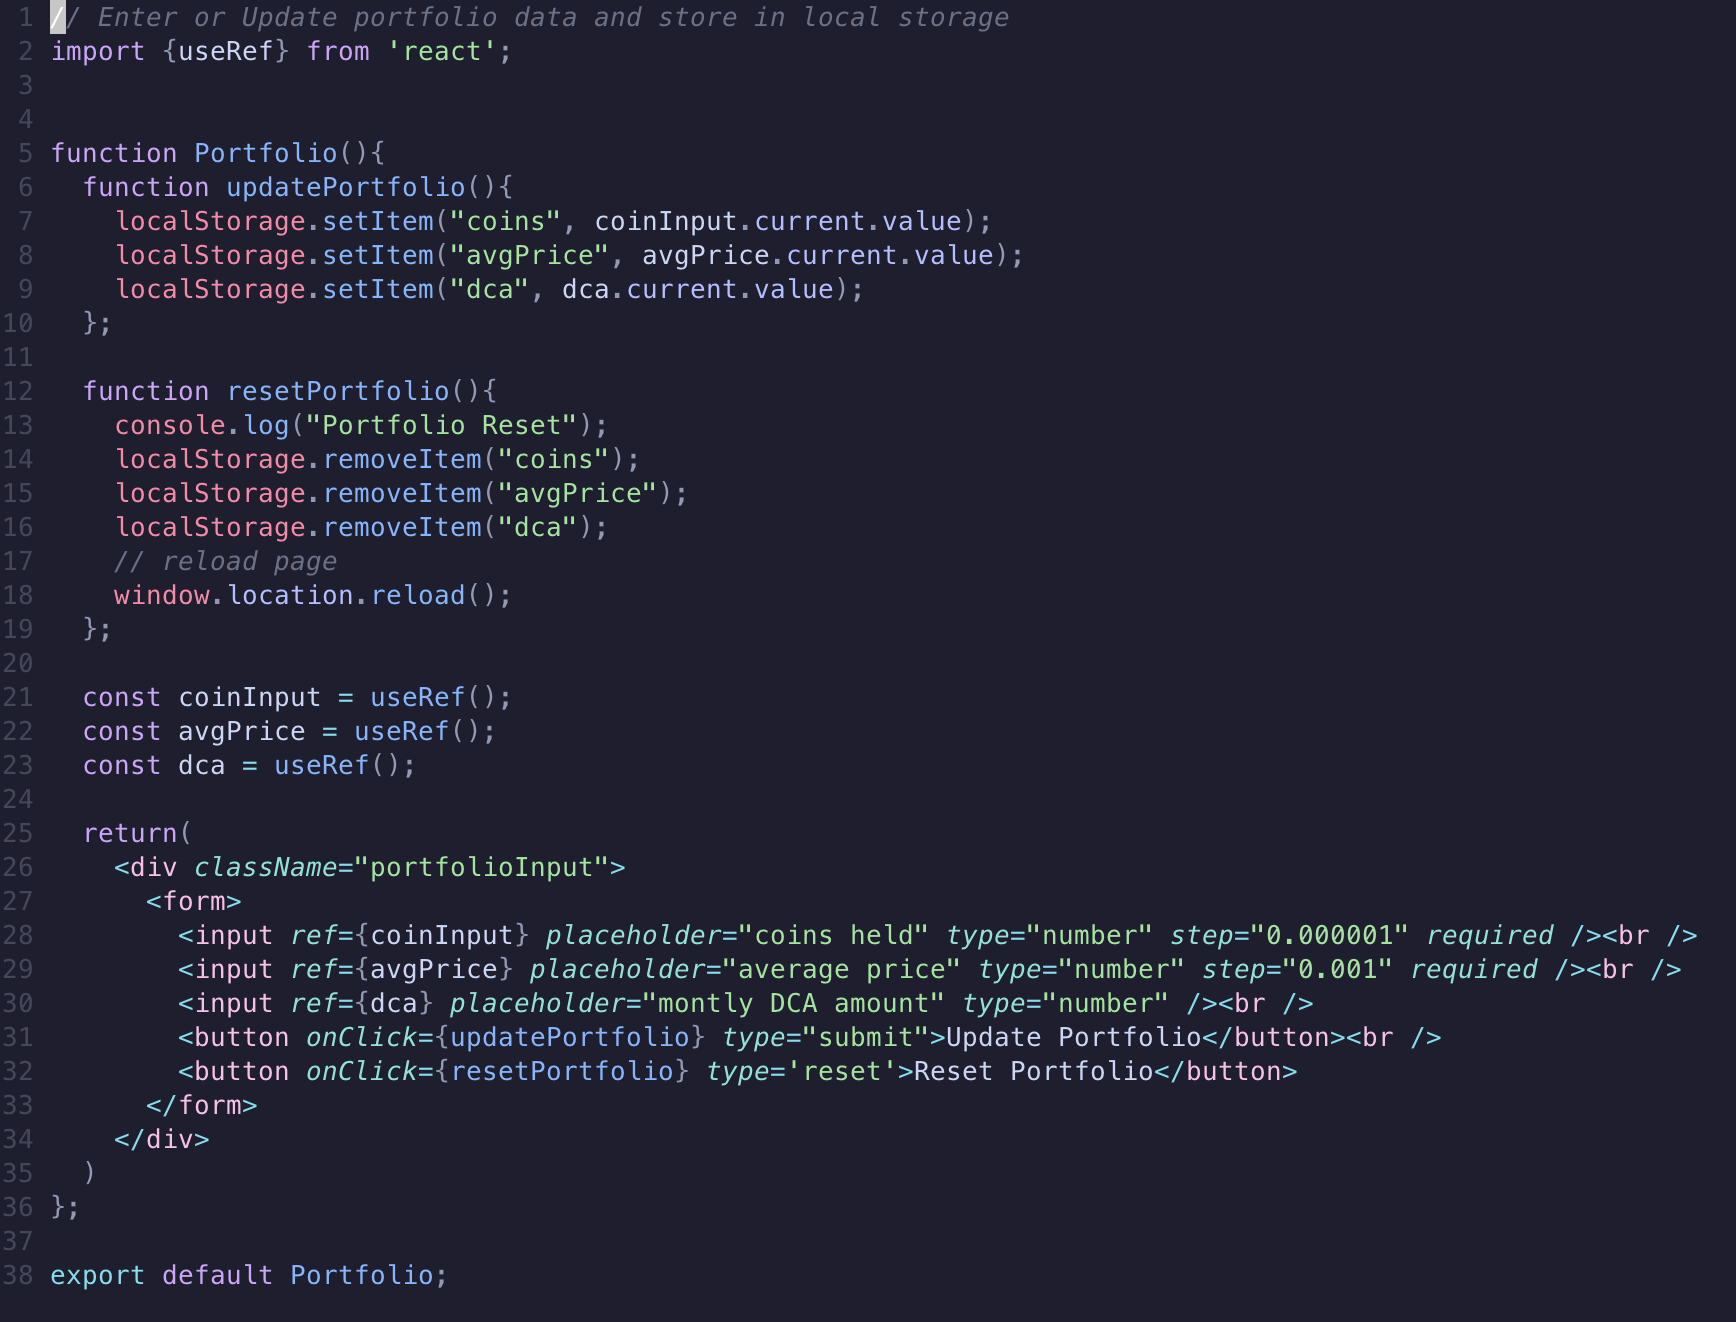 1 // Enter or Update portfolio data and store in local storage
2 import {useRef} from 'react';
3
4
5 function Portfolio(){
6   function updatePortfolio(){
7     localStorage.setItem("coins", coinInput.current.value);
8     localStorage.setItem("avgPrice", avgPrice.current.value);
9     localStorage.setItem("dca", dca.current.value);
10   };
11
12   function resetPortfolio(){
13     console.log("Portfolio Reset");
14     localStorage.removeItem("coins");
15     localStorage.removeItem("avgPrice");
16     localStorage.removeItem("dca");
17     // reload page
18     window.location.reload();
19   };
20
21   const coinInput = useRef();
22   const avgPrice = useRef();
23   const dca = useRef();
24
25   return(
26     <div className="portfolioInput">
27       <form>
28         <input ref={coinInput} placeholder="coins held" type="number" step="0.000001" required /><br />
29         <input ref={avgPrice} placeholder="average price" type="number" step="0.001" required /><br />
30         <input ref={dca} placeholder="montly DCA amount" type="number" /><br />
31         <button onClick={updatePortfolio} type="submit">Update Portfolio</button><br />
32         <button onClick={resetPortfolio} type='reset'>Reset Portfolio</button>
33       </form>
34     </div>
35   )
36 };
37
38 export default Portfolio;